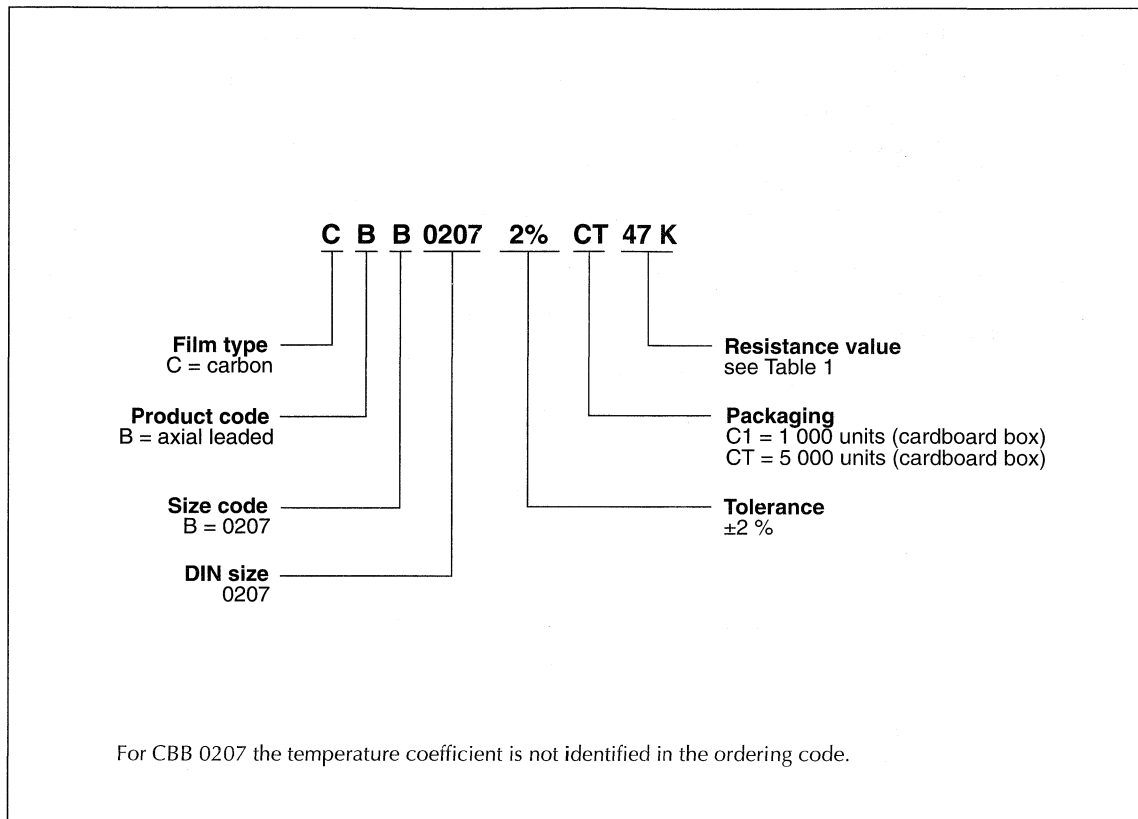 C B B 0207 2% CT 47 K
Film type
C = carbon
Product code
B = axial leaded
Size code
B = 0207
DIN size
0207
Resistance value
see Table 1
Packaging
C1 = 1 000 units (cardboard box)
CT = 5 000 units (cardboard box)
Tolerance
±2 %
For CBB 0207 the temperature coefficient is not identified in the ordering code.